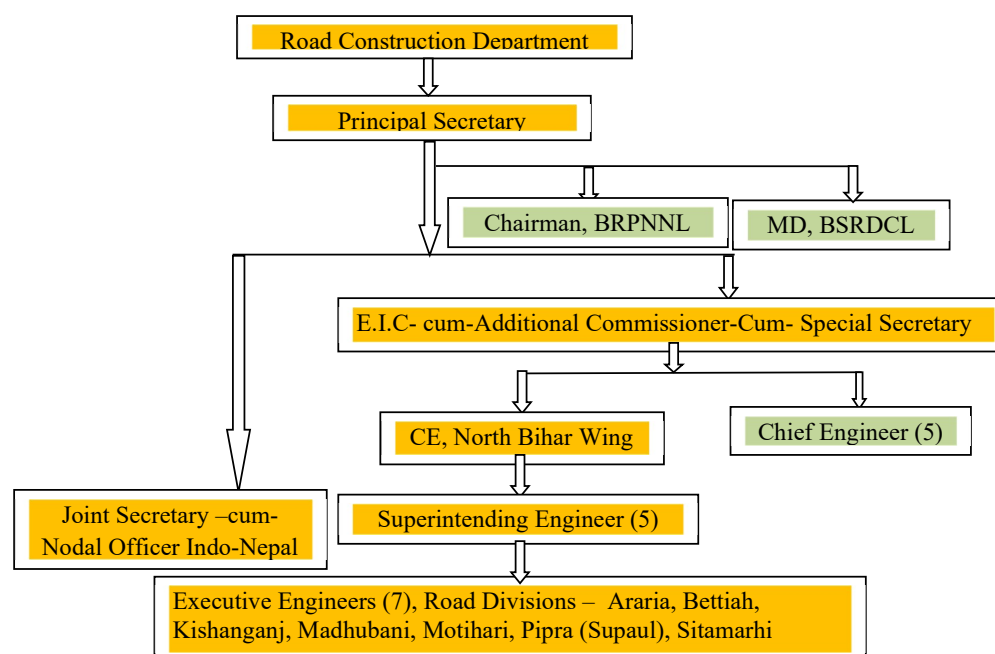 Road Construction Department
Principal Secretary
Chairman, BRPNNL
MD, BSRDCL
E.I.C- cum-Additional Commissioner-Cum- Special Secretary
CE, North Bihar Wing
Chief Engineer (5)
Joint Secretary –cum-
Nodal Officer Indo-Nepal
Superintending Engineer (5)
Executive Engineers (7), Road Divisions – Araria, Bettiah,
Kishanganj, Madhubani, Motihari, Pipra (Supaul), Sitamarhi